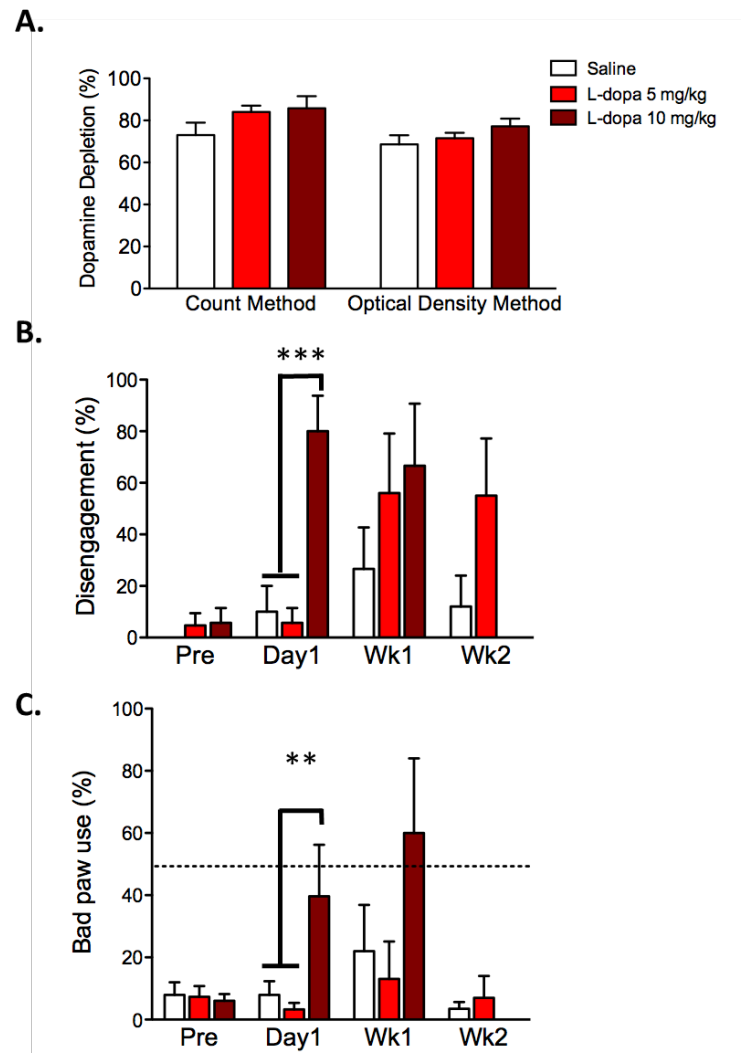 A.
Dopamine Depletion (%)
100
80
60
40
20
0
Count Method Optical Density Method
Saline
L-dopa 5 mg/kg
L-dopa 10 mg/kg
B.
Disengagement (%)
100
80
60
40
20
0
***
Pre Day1 Wk1 Wk2
C.
Bad paw use (%)
100
80
60
40
20
0
**
Pre Day1 Wk1 Wk2